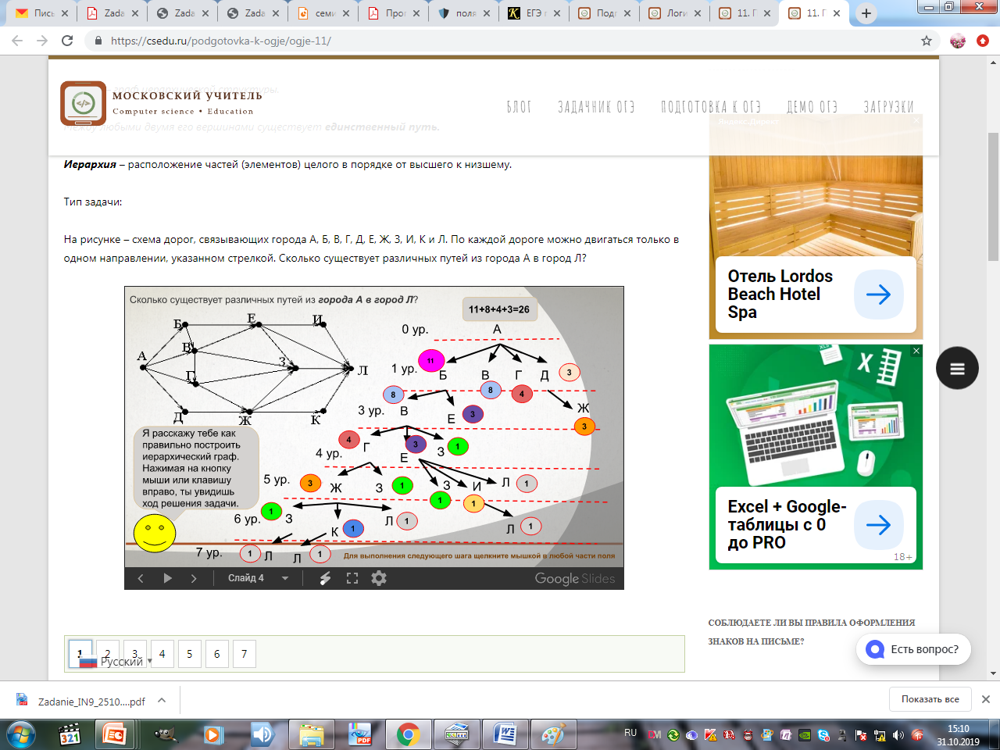 Пись
Zada
Zada
Zada
семи
Прог
поля
ЕГЭ г
Подг
Логи
11. Г
11. Г
https://csedu.ru/podgotovka-k-ogje/ogje-11/
МОСКОВСКИЙ УЧИТЕЛЬ
Computer science • Education
БЛОГ ЗАДАЧНИК ОГЭ ПОДГОТОВКА К ОГЭ ДЕМО ОГЭ ЗАГРУЗКИ
между любыми двумя его вершинами существует единственный путь.
Яндекс.Директ
Иерархия – расположение частей (элементов) целого в порядке от высшего к низшему.
Тип задачи:
На рисунке – схема дорог, связывающих города А, Б, В, Г, Д, Е, Ж, З, И, К и Л. По каждой дороге можно двигаться только в
одном направлении, указанном стрелкой. Сколько существует различных путей из города А в город Л?
Сколько существует различных путей из города А в город Л?
11+8+4+3=26
Б Е И
В
А З Л
Г
Д Ж К
0 ур. А
1 ур. 11 Б В Г Д 3
8 8 4
3 ур. В Е 3 Ж
3
4 ур. 4 Г Е 3 З 1
5 ур. 3 Ж З 1 З И Л 1
1 1
6 ур. 1 З К 1 Л 1 Л 1
7 ур. 1 Л Л 1
Я расскажу тебе как
правильно построить
иерархический граф.
Нажимая на кнопку
мыши или клавишу
вправо, ты увидишь
ход решения задачи.
Для выполнения следующего шага щелкните мышкой в любой части поля
Слайд 4
Google Slides
1 2 3 4 5 6 7
Русский
Отель Lordos
Beach Hotel
Spa
XLS
X
Excel + Google-
таблицы с 0
до PRO
18+
СОБЛЮДАЕТЕ ЛИ ВЫ ПРАВИЛА ОФОРМЛЕНИЯ
ЗНАКОВ НА ПИСЬМЕ?
Есть вопрос?
Zadanie_IN9_2510....pdf
Показать все
321
PDF
RU
15:10
31.10.2019